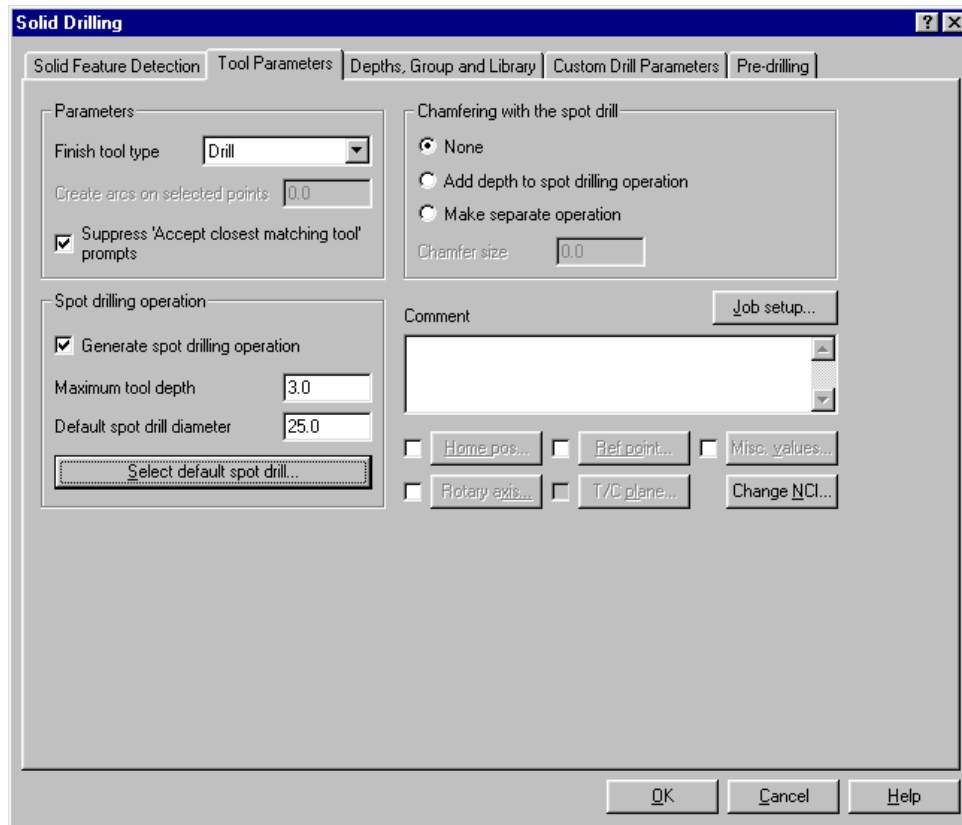 Solid Drilling
Solid Feature Detection
Tool Parameters
Depths, Group and Library
Custom Drill Parameters
Pre-drilling
Parameters
Finish tool type
Drill
Create arcs on selected points
0.0
Suppress 'Accept closest matching tool'
prompts
Spot drilling operation
Generate spot drilling operation
Maximum tool depth
3.0
Default spot drill diameter
25.0
Select default spot drill...
Chamfering with the spot drill
None
Add depth to spot drilling operation
Make separate operation
Chamfer size
0.0
Job setup...
Comment
Home pos...
Ref point...
Misc. values...
Rotary axis...
T/C plane...
Change NCI...
OK
Cancel
Help